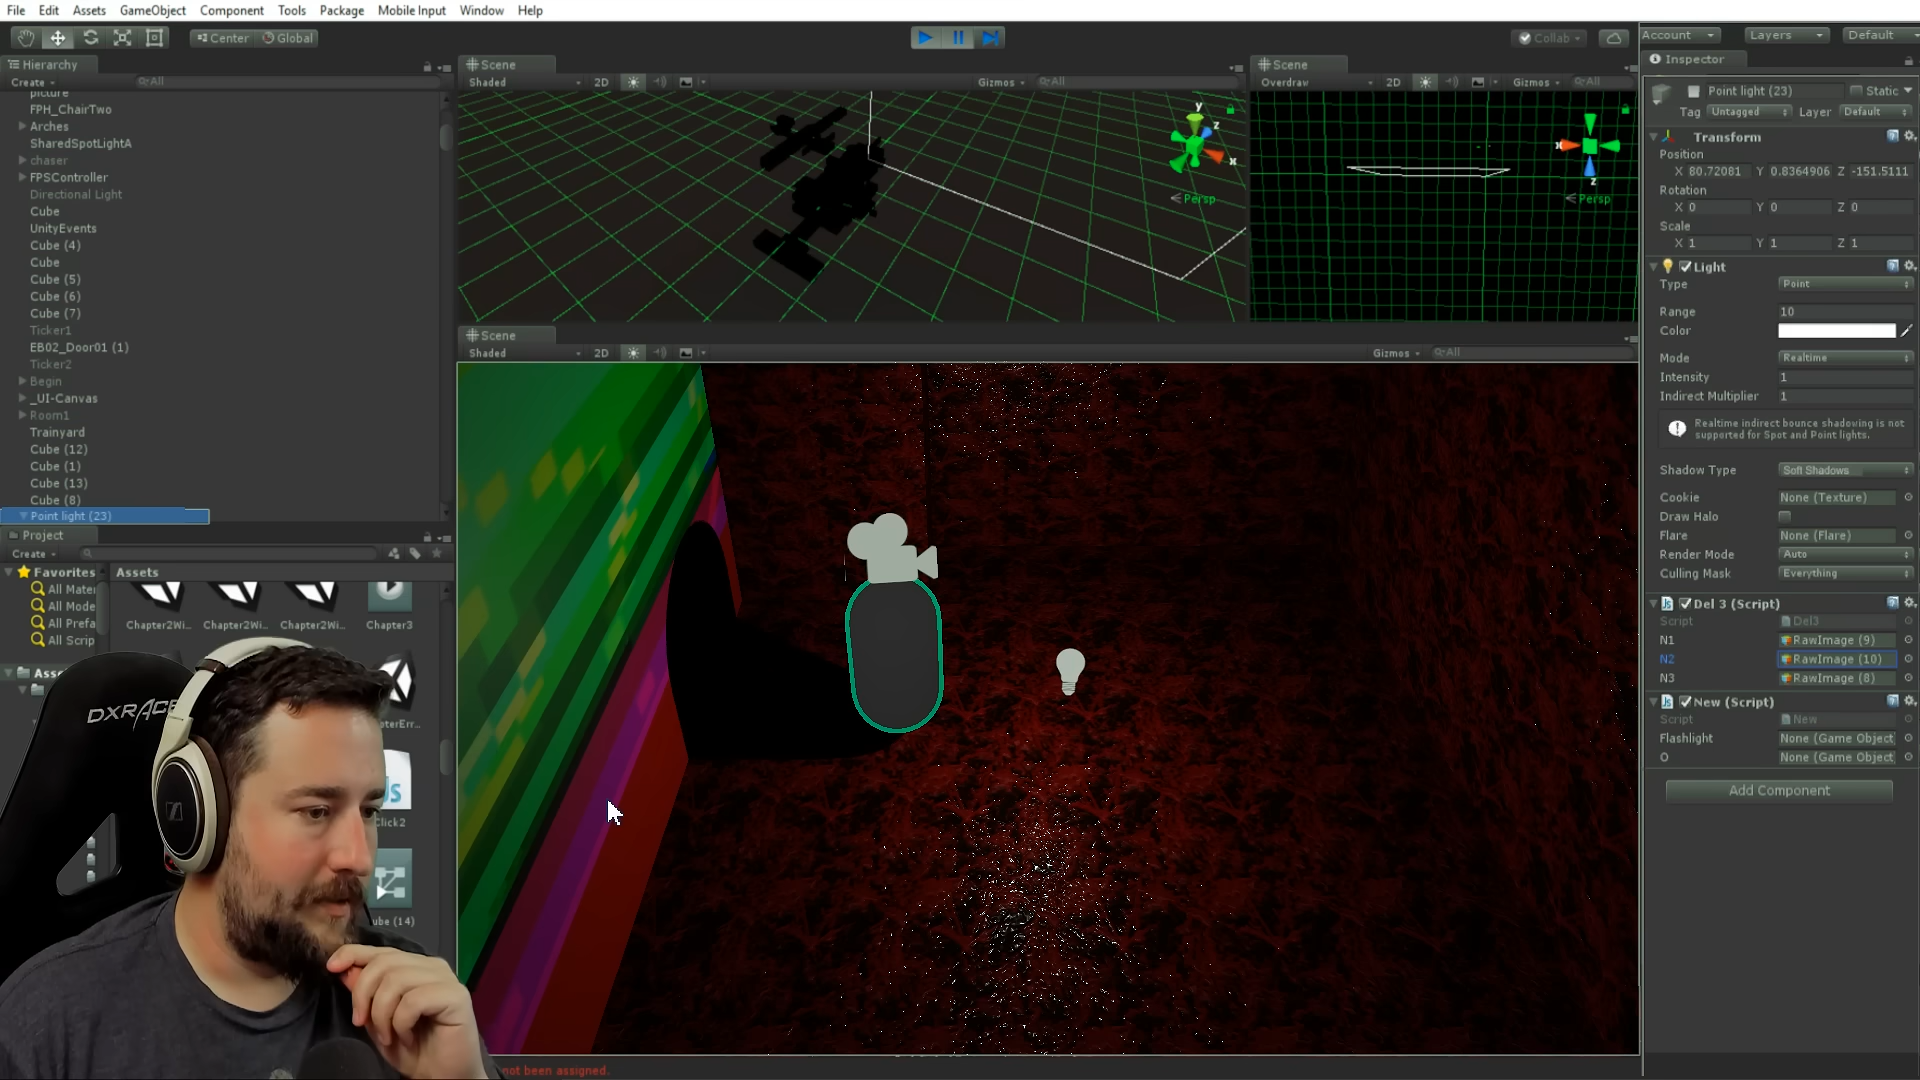 File Edit Assets GameObject Component Tools Package Mobile Input Window Help
Center Global
Collab
Account Layers Default
Hierarchy
Create All
picture
FPH_ChairTwo
Arches
SharedSpotLightA
chaser
FPSController
Directional Light
Cube
UnityEvents
Cube (4)
Cube
Cube (5)
Cube (6)
Cube (7)
Ticker1
EB02_Door01 (1)
Ticker2
Begin
_UI-Canvas
Room1
Trainyard
Cube (12)
Cube (1)
Cube (13)
Cube (8)
Point light (23)
Project
Create
Favorites
All Mater
All Mode
All Prefa
All Scrip
Asse
Assets
Chapter2Wi... Chapter2Wi... Chapter2Wi... Chapter3
terErr...
Js
Click2
ube (14)
DXRACE
Scene
Shaded 2D Gizmos All
y
z
x
Persp
Scene
Overdraw 2D Gizmos All
x
z
Persp
Scene
Shaded 2D Gizmos All
not been assigned.
Inspector
Point light (23) Static
Tag Untagged Layer Default
Transform
Position
X 80.72081 Y 0.8364906 Z -151.5111
Rotation
X 0 Y 0 Z 0
Scale
X 1 Y 1 Z 1
Light
Type Point
Range 10
Color
Mode Realtime
Intensity 1
Indirect Multiplier 1
Realtime indirect bounce shadowing is not
supported for Spot and Point lights.
Shadow Type Soft Shadows
Cookie None (Texture)
Draw Halo
Flare None (Flare)
Render Mode Auto
Culling Mask Everything
Del 3 (Script)
Script Del3
N1 RawImage (9)
N2 RawImage (10)
N3 RawImage (8)
New (Script)
Script New
Flashlight None (Game Object
O None (Game Object
Add Component